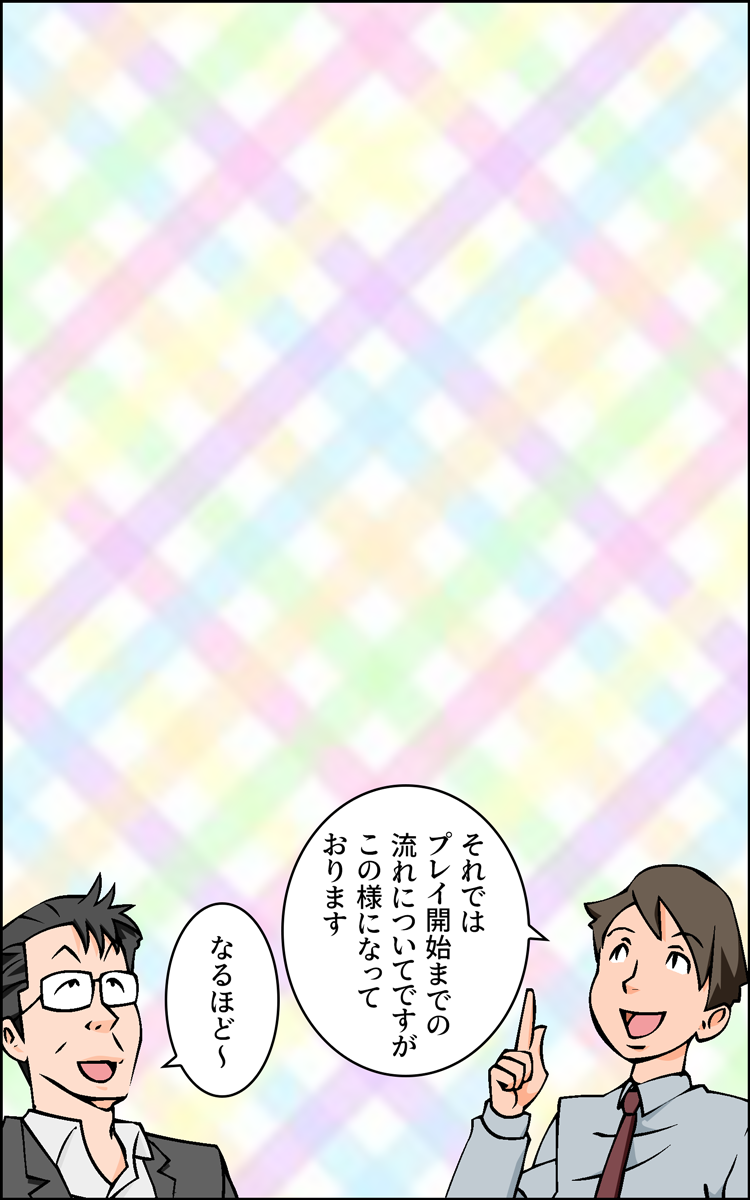 それでは
プレイ開始までの
流れについてですが
この様になって
おります
なるほど～